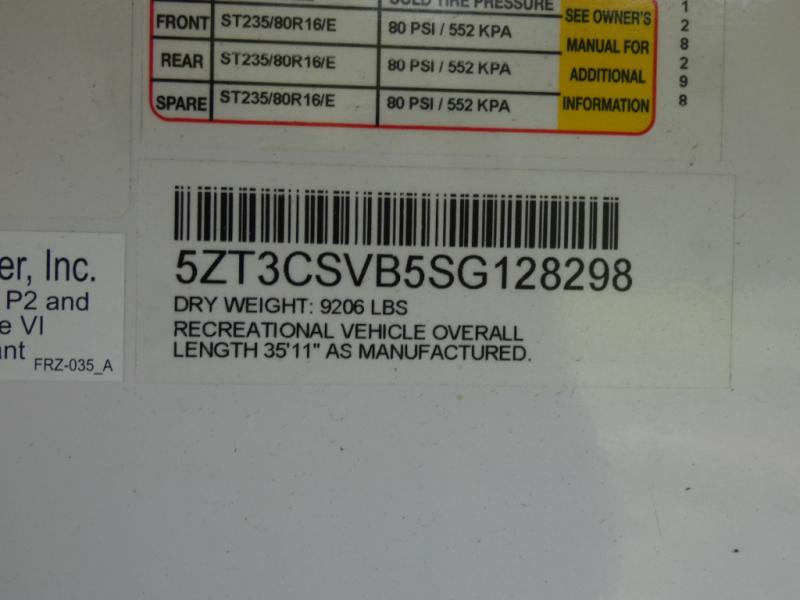 COLD TIRE PRESSURE
FRONT ST235/80R16/E 80 PSI / 552 KPA
REAR ST235/80R16/E 80 PSI / 552 KPA
SPARE ST235/80R16/E 80 PSI / 552 KPA
SEE OWNER'S
MANUAL FOR
ADDITIONAL
INFORMATION
1
2
8
2
9
8
er, Inc.
P2 and
e VI
ant
FRZ-035_A
5ZT3CSVB5SG128298
DRY WEIGHT: 9206 LBS
RECREATIONAL VEHICLE OVERALL
LENGTH 35'11" AS MANUFACTURED.